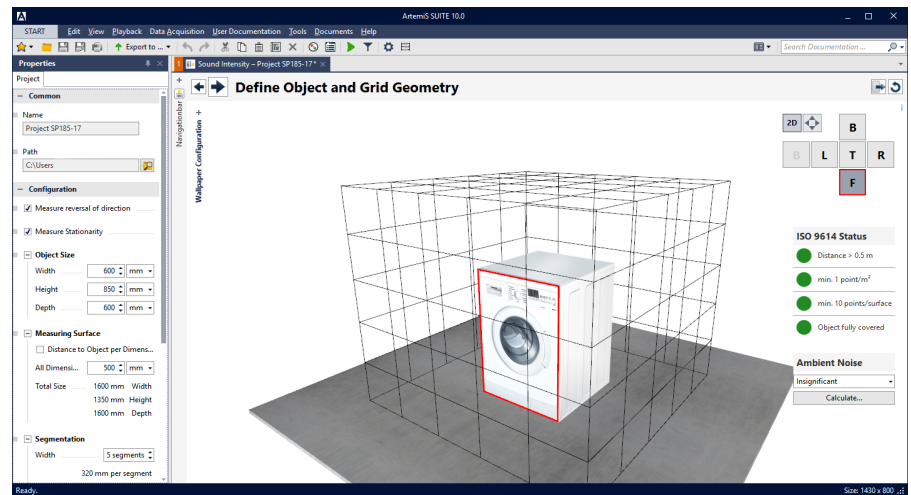 ArtemiS SUITE 10.0
START Edit View Playback Data Acquisition User Documentation Tools Documents Help
Export to ...
Search Documentation ...
Properties
1 Sound Intensity – Project SP185-17*
Project
Define Object and Grid Geometry
Common
Name
Project SP185-17
Path
C:\Users
Configuration
Measure reversal of direction
Measure Stationarity
Object Size
Width 600 mm
Height 850 mm
Depth 600 mm
Measuring Surface
Distance to Object per Dimens...
All Dimensi... 500 mm
Total Size 1600 mm Width
1350 mm Height
1600 mm Depth
Segmentation
Width 5 segments
320 mm per segment
Navigationbar
Wallpaper Configuration
2D
B
B L T R
F
ISO 9614 Status
Distance > 0.5 m
min. 1 point/m²
min. 10 points/surface
Object fully covered
Ambient Noise
Insignificant
Calculate...
Ready.
Size: 1430 x 800